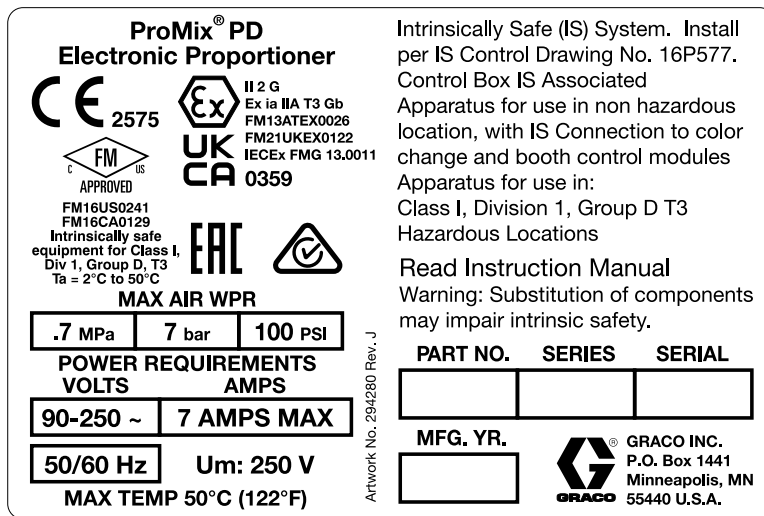 ProMix® PD
Electronic Proportioner
CE 2575
Ex
II 2 G
Ex ia IIA T3 Gb
FM13ATEX0026
FM21UKEX0122
IECEx FMG 13.0011
UK
CA 0359
FM
C US
APPROVED
FM16US0241
FM16CA0129
Intrinsically safe
equipment for Class I,
Div 1, Group D, T3
Ta = 2°C to 50°C
EAC
MAX AIR WPR
.7 MPa 7 bar 100 PSI
POWER REQUIREMENTS
VOLTS AMPS
90-250 ~ 7 AMPS MAX
50/60 Hz Um: 250 V
MAX TEMP 50°C (122°F)
Artwork No. 294280 Rev. J
Intrinsically Safe (IS) System. Install
per IS Control Drawing No. 16P577.
Control Box IS Associated
Apparatus for use in non hazardous
location, with IS Connection to color
change and booth control modules
Apparatus for use in:
Class I, Division 1, Group D T3
Hazardous Locations
Read Instruction Manual
Warning: Substitution of components
may impair intrinsic safety.
PART NO. SERIES SERIAL
MFG. YR.
GRACO
®
GRACO INC.
P.O. Box 1441
Minneapolis, MN
55440 U.S.A.